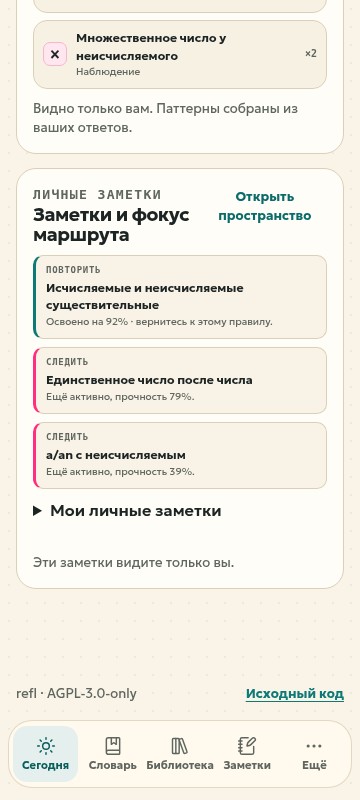 Множественное число у
неисчисляемого
Наблюдение
×2
Видно только вам. Паттерны собраны из
ваших ответов.
ЛИЧНЫЕ ЗАМЕТКИ
Заметки и фокус
маршрута
Открыть
пространство
ПОВТОРИТЬ
Исчисляемые и неисчисляемые
существительные
Освоено на 92% · вернитесь к этому правилу.
СЛЕДИТЬ
Единственное число после числа
Ещё активно, прочность 79%.
СЛЕДИТЬ
a/an с неисчисляемым
Ещё активно, прочность 39%.
Мои личные заметки
Эти заметки видите только вы.
refl · AGPL-3.0-only
Исходный код
Сегодня
Словарь
Библиотека
Заметки
Ещё